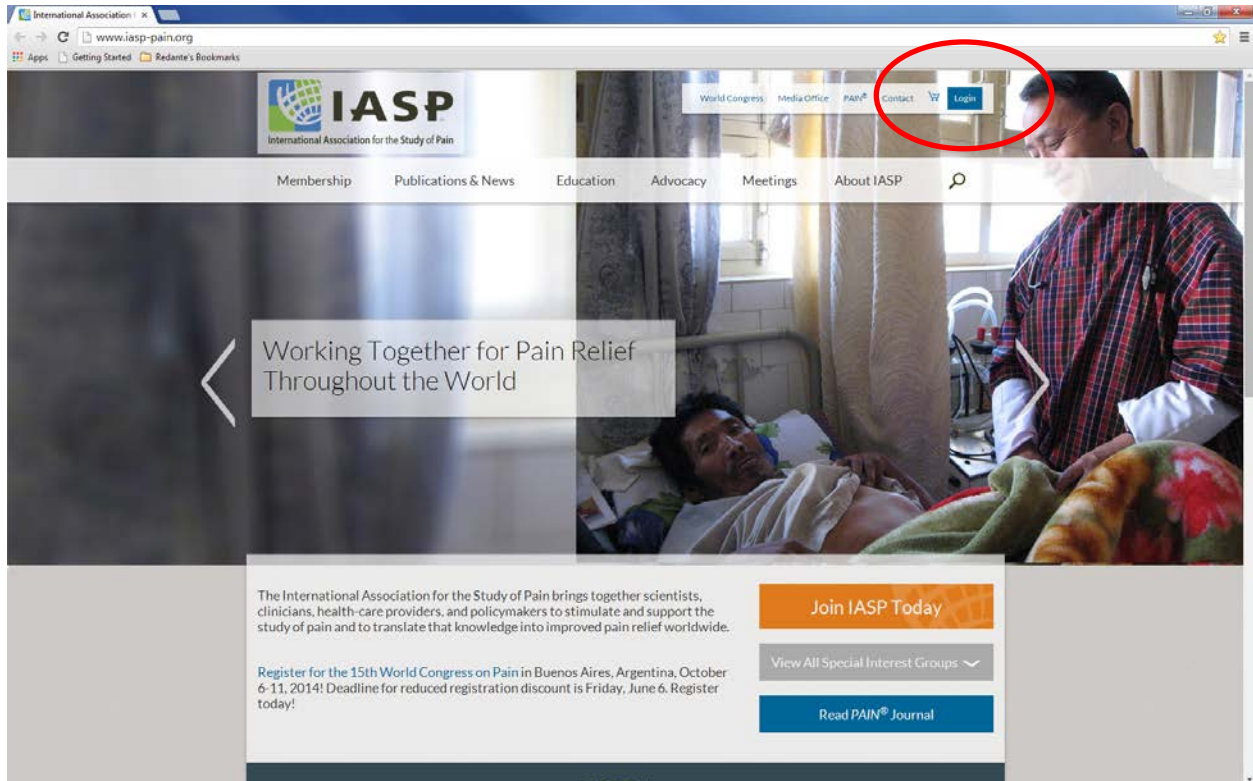 International Association
www.iasp-pain.org
Apps Getting Started Redante's Bookmarks
IASP
International Association for the Study of Pain
World Congress Media Office PAIN® Contact Login
Membership Publications & News Education Advocacy Meetings About IASP
Working Together for Pain Relief
Throughout the World
The International Association for the Study of Pain brings together scientists,
clinicians, health-care providers, and policymakers to stimulate and support the
study of pain and to translate that knowledge into improved pain relief worldwide.
Register for the 15th World Congress on Pain in Buenos Aires, Argentina, October
6-11, 2014! Deadline for reduced registration discount is Friday, June 6. Register
today!
Join IASP Today
View All Special Interest Groups
Read PAIN® Journal